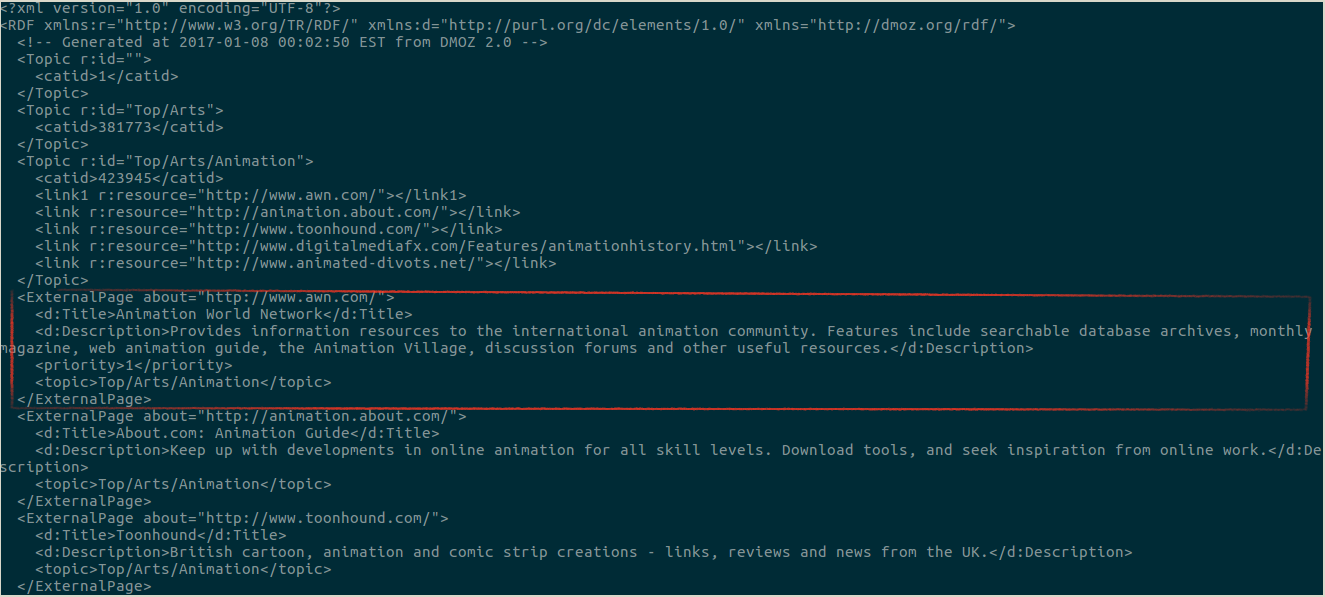 <?xml version="1.0" encoding="UTF-8"?>
<RDF xmlns:r="http://www.w3.org/TR/RDF/" xmlns:d="http://purl.org/dc/elements/1.0/" xmlns="http://dmoz.org/rdf/">
  <!-- Generated at 2017-01-08 00:02:50 EST from DMOZ 2.0 -->
  <Topic r:id="">
    <catid>1</catid>
  </Topic>
  <Topic r:id="Top/Arts">
    <catid>381773</catid>
  </Topic>
  <Topic r:id="Top/Arts/Animation">
    <catid>423945</catid>
    <link1 r:resource="http://www.awn.com/"></link1>
    <link r:resource="http://animation.about.com/"></link>
    <link r:resource="http://www.toonhound.com/"></link>
    <link r:resource="http://www.digitalmediafx.com/Features/animationhistory.html"></link>
    <link r:resource="http://www.animated-divots.net/"></link>
  </Topic>
  <ExternalPage about="http://www.awn.com/">
    <d:Title>Animation World Network</d:Title>
    <d:Description>Provides information resources to the international animation community. Features include searchable database archives, monthly
magazine, web animation guide, the Animation Village, discussion forums and other useful resources.</d:Description>
    <priority>1</priority>
    <topic>Top/Arts/Animation</topic>
  </ExternalPage>
  <ExternalPage about="http://animation.about.com/">
    <d:Title>About.com: Animation Guide</d:Title>
    <d:Description>Keep up with developments in online animation for all skill levels. Download tools, and seek inspiration from online work.</d:De
scription>
    <topic>Top/Arts/Animation</topic>
  </ExternalPage>
  <ExternalPage about="http://www.toonhound.com/">
    <d:Title>Toonhound</d:Title>
    <d:Description>British cartoon, animation and comic strip creations - links, reviews and news from the UK.</d:Description>
    <topic>Top/Arts/Animation</topic>
  </ExternalPage>